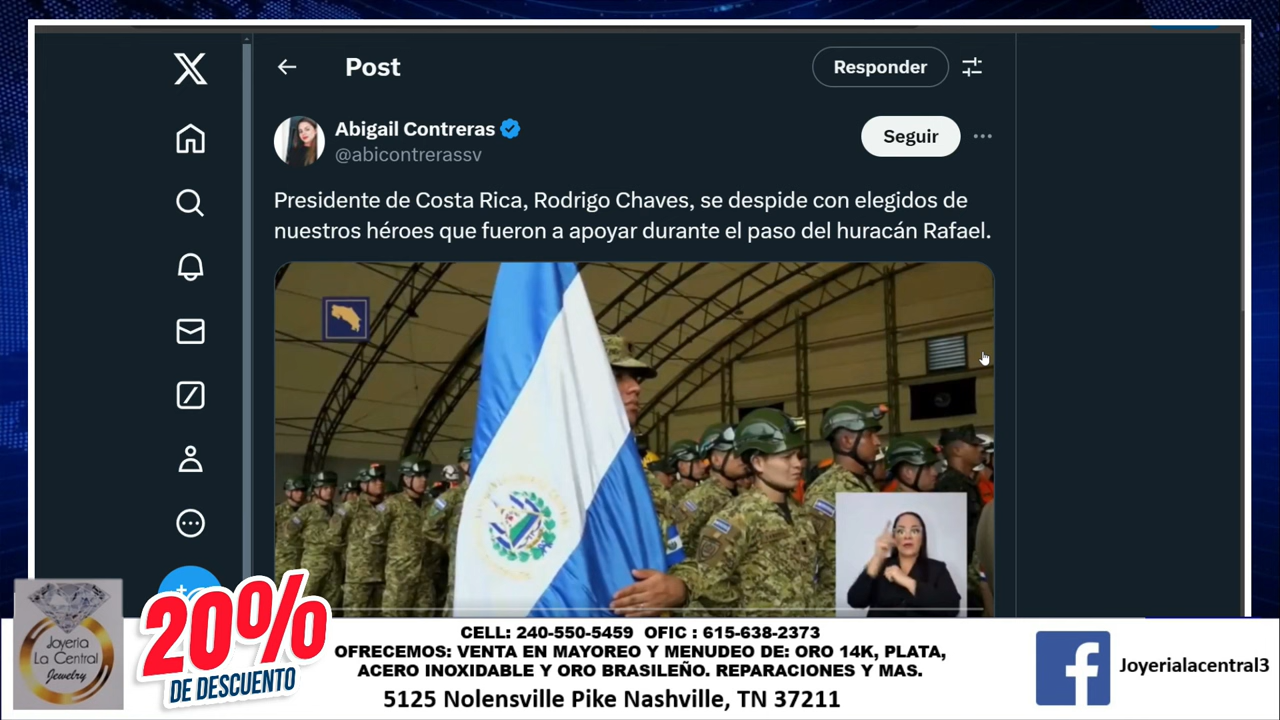 Post
Responder
Abigail Contreras
@abicontrerassv
Seguir
Presidente de Costa Rica, Rodrigo Chaves, se despide con elegidos de
nuestros héroes que fueron a apoyar durante el paso del huracán Rafael.
Joyeria
La Central
Jewelry
20%
DE DESCUENTO
CELL: 240-550-5459 OFIC : 615-638-2373
OFRECEMOS: VENTA EN MAYOREO Y MENUDEO DE: ORO 14K, PLATA,
ACERO INOXIDABLE Y ORO BRASILEÑO. REPARACIONES Y MAS.
5125 Nolensville Pike Nashville, TN 37211
Joyerialacentral3